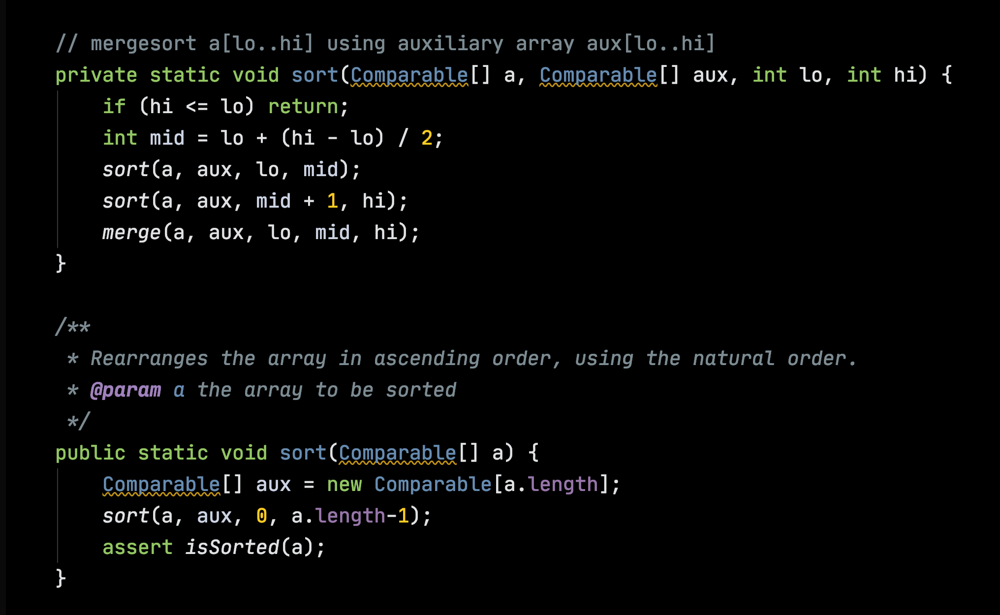 // mergesort a[lo..hi] using auxiliary array aux[lo..hi]
private static void sort(Comparable[] a, Comparable[] aux, int lo, int hi) {
    if (hi <= lo) return;
    int mid = lo + (hi - lo) / 2;
    sort(a, aux, lo, mid);
    sort(a, aux, mid + 1, hi);
    merge(a, aux, lo, mid, hi);
}
/**
 * Rearranges the array in ascending order, using the natural order.
 * @param a the array to be sorted
 */
public static void sort(Comparable[] a) {
    Comparable[] aux = new Comparable[a.length];
    sort(a, aux, 0, a.length-1);
    assert isSorted(a);
}